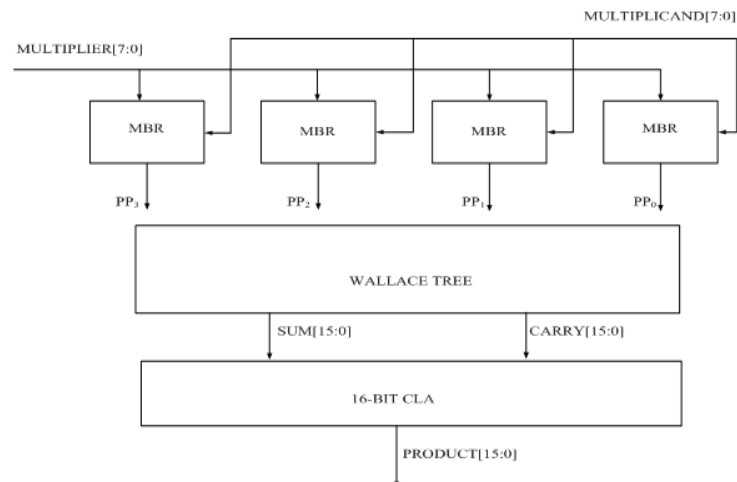 MULTIPLICAND[7:0]
MULTIPLIER[7:0]
MBR MBR MBR MBR
PP₃ PP₂ PP₁ PP₀
WALLACE TREE
SUM[15:0] CARRY[15:0]
16-BIT CLA
PRODUCT[15:0]